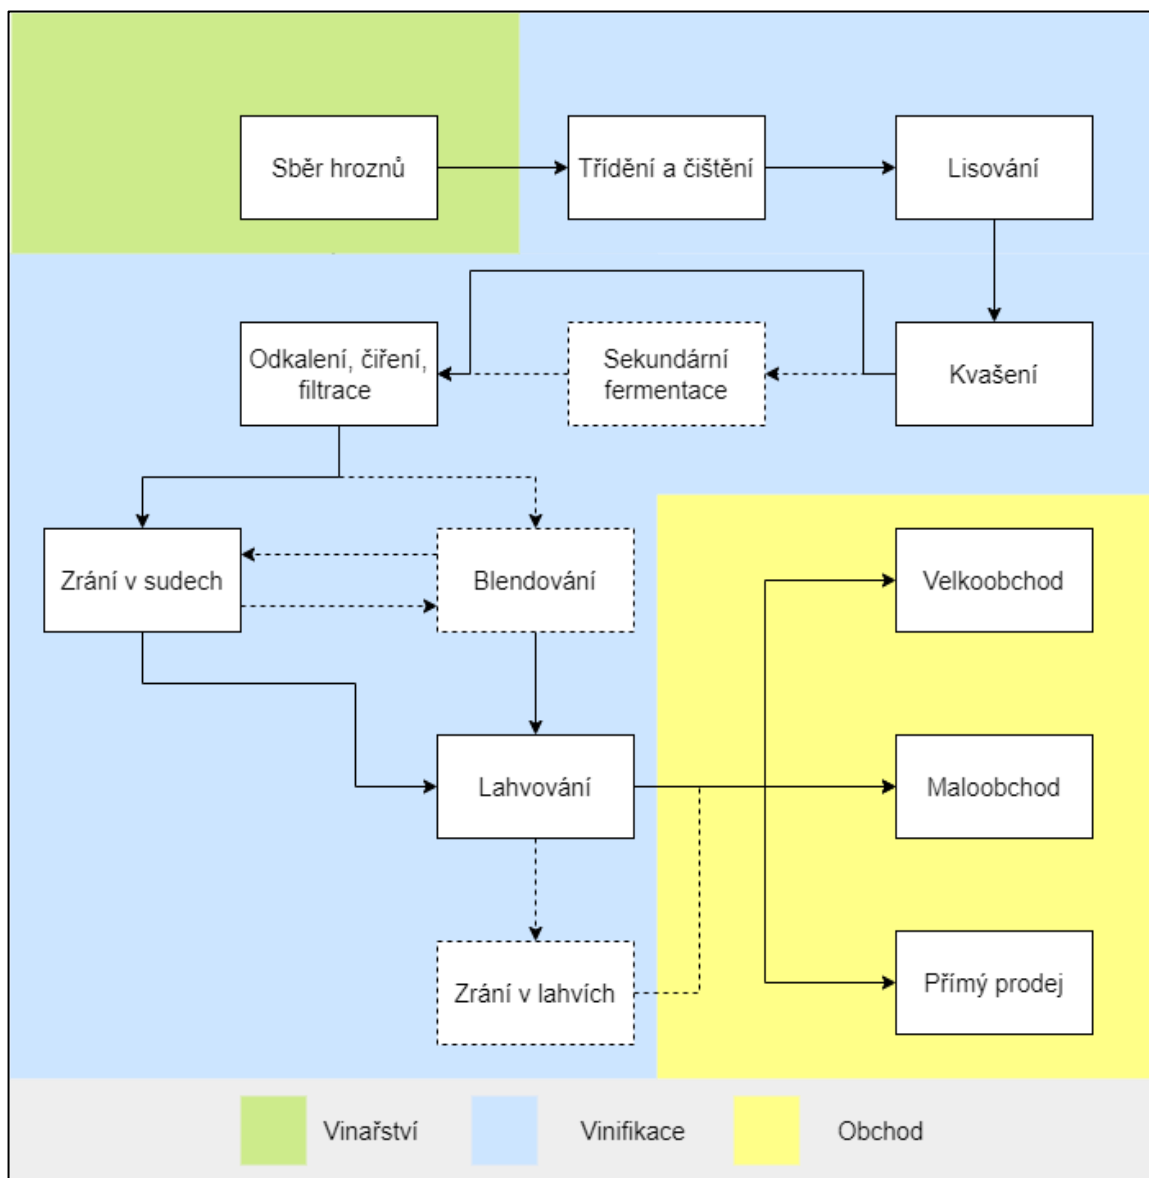 Sběr hroznů
Třídění a čištění
Lisování
Odkalení, čiření,
filtrace
Sekundární
fermentace
Kvašení
Zrání v sudech
Blendování
Velkoobchod
Lahvování
Maloobchod
Zrání v lahvích
Přímý prodej
Vinařství
Vinifikace
Obchod